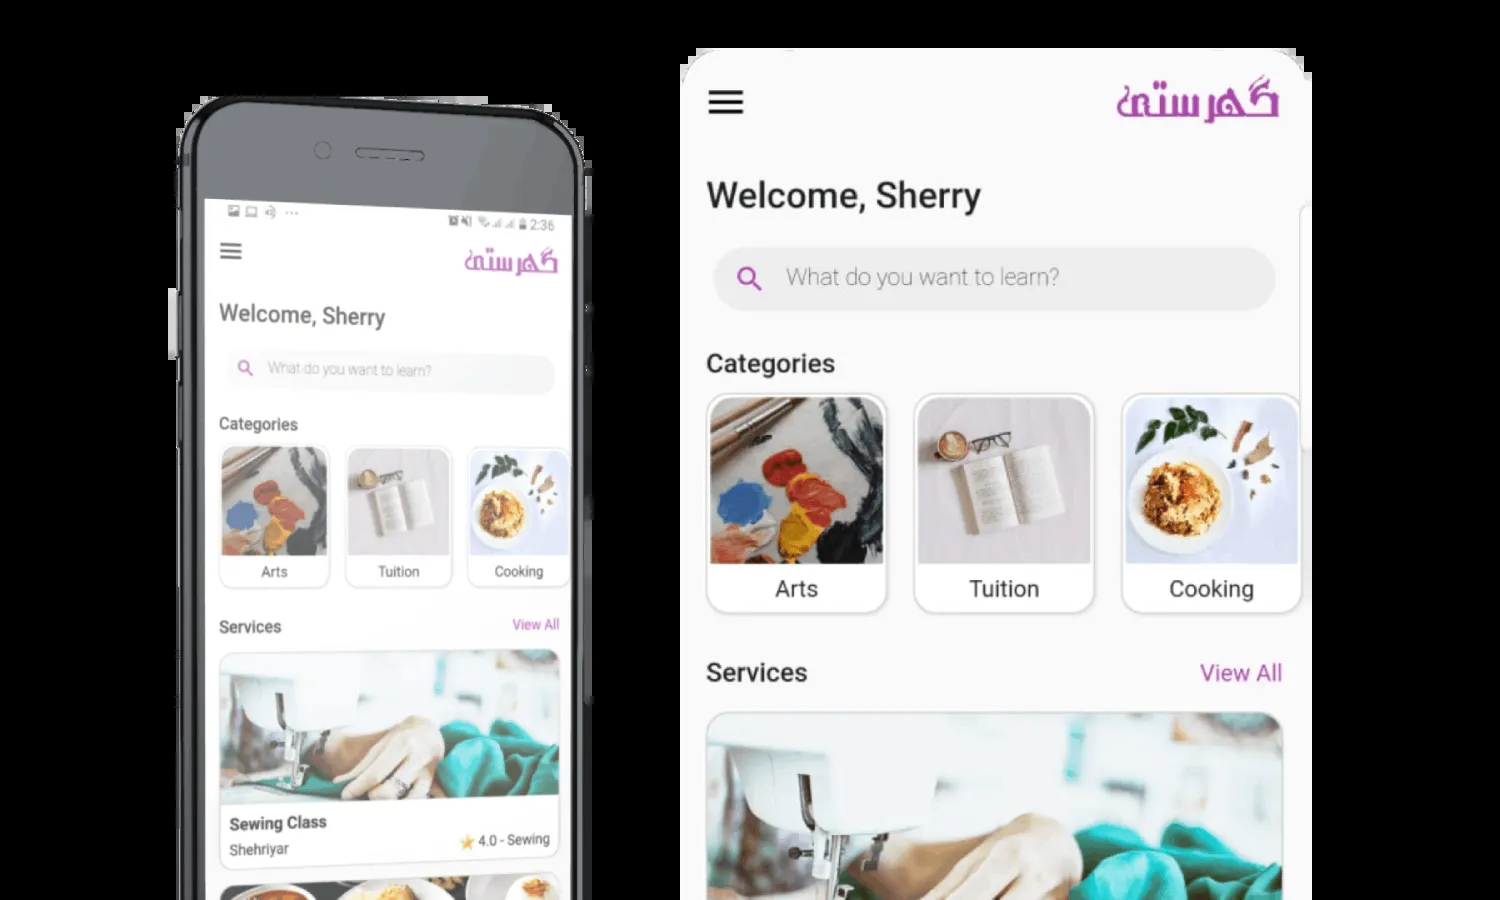 2:36
گھرستی
Welcome, Sherry
What do you want to learn?
Categories
Arts
Tuition
Cooking
Services
View All
Sewing Class
Shehriyar
4.0 - Sewing
گھرستی
Welcome, Sherry
What do you want to learn?
Categories
Arts
Tuition
Cooking
Services
View All